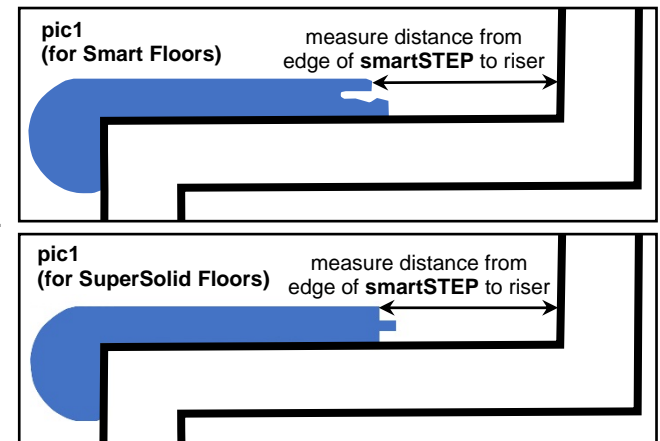 pic1
(for Smart Floors)
measure distance from
edge of smartSTEP to riser
pic1
(for SuperSolid Floors)
measure distance from
edge of smartSTEP to riser